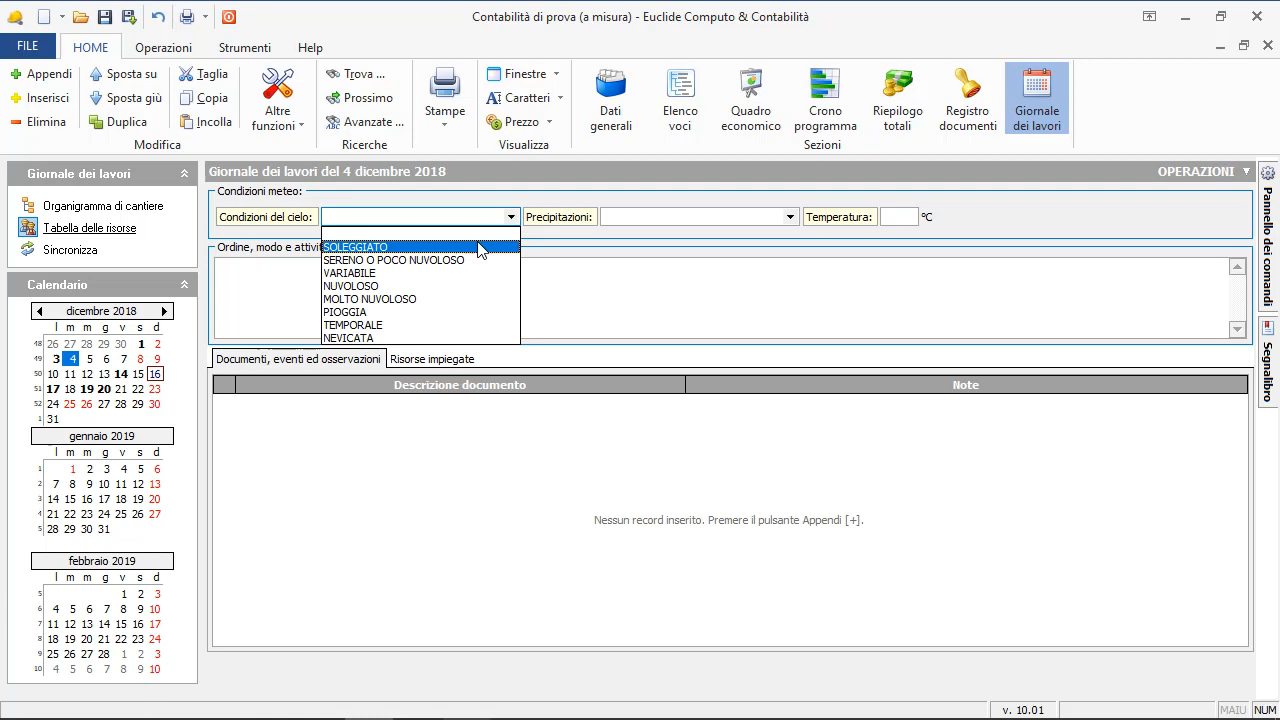 Contabilità di prova (a misura) - Euclide Computo & Contabilità
FILE HOME Operazioni Strumenti Help
Appendi
Inserisci
Elimina
Sposta su
Sposta giù
Duplica
Taglia
Copia
Incolla
Altre
funzioni
Modifica
Trova ...
Prossimo
Avanzate ...
Ricerche
Stampe
Finestre
Caratteri
Prezzo
Visualizza
Dati
generali
Elenco
voci
Quadro
economico
Crono
programma
Riepilogo
totali
Registro
documenti
Giornale
dei lavori
Sezioni
Giornale dei lavori
Organigramma di cantiere
Tabella delle risorse
Sincronizza
Calendario
dicembre 2018
l m m g v s d
48 26 27 28 29 30 1 2
49 3 4 5 6 7 8 9
50 10 11 12 13 14 15 16
51 17 18 19 20 21 22 23
52 24 25 26 27 28 29 30
1 31
gennaio 2019
l m m g v s d
1 1 2 3 4 5 6
2 7 8 9 10 11 12 13
3 14 15 16 17 18 19 20
4 21 22 23 24 25 26 27
5 28 29 30 31
febbraio 2019
l m m g v s d
5 1 2 3
6 4 5 6 7 8 9 10
7 11 12 13 14 15 16 17
8 18 19 20 21 22 23 24
9 25 26 27 28 1 2 3
10 4 5 6 7 8 9 10
Giornale dei lavori del 4 dicembre 2018
OPERAZIONI
Condizioni meteo:
Condizioni del cielo:
Precipitazioni:
Temperatura: °C
Ordine, modo e attivit
SOLEGGIATO
SERENO O POCO NUVOLOSO
VARIABILE
NUVOLOSO
MOLTO NUVOLOSO
PIOGGIA
TEMPORALE
NEVICATA
Documenti, eventi ed osservazioni
Risorse impiegate
Descrizione documento
Note
Nessun record inserito. Premere il pulsante Appendi [+].
Pannello dei comandi
Segnalibro
v. 10.01
MAIU
NUM